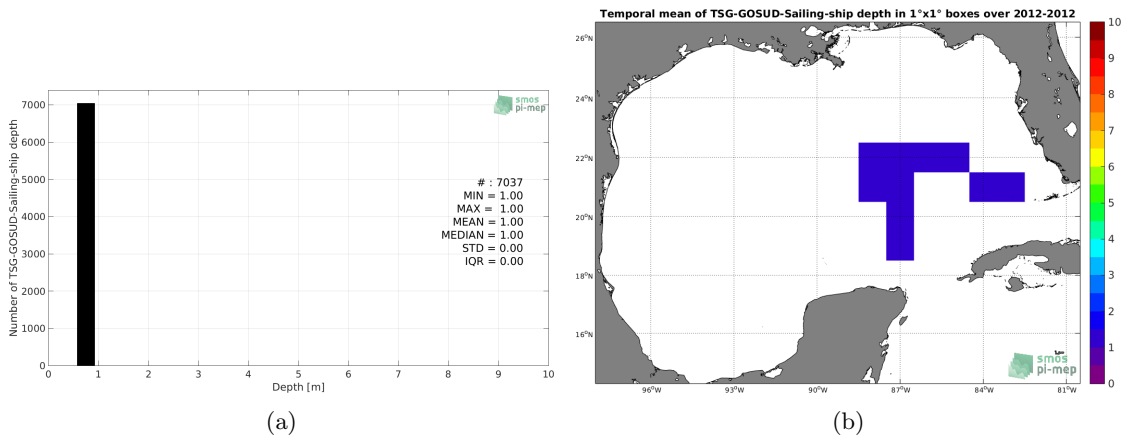 Number of TSG-GOSUD-Sailing-ship depth
7000
6000
5000
4000
3000
2000
1000
0
smos
pi-mep
# : 7037
MIN = 1.00
MAX = 1.00
MEAN = 1.00
MEDIAN = 1.00
STD = 0.00
IQR = 0.00
0 1 2 3 4 5 6 7 8 9 10
Depth [m]
(a)
Temporal mean of TSG-GOSUD-Sailing-ship depth in 1°x1° boxes over 2012-2012
26°N
24°N
22°N
20°N
18°N
16°N
96°W 93°W 90°W 87°W 84°W 81°W
smos
pi-mep
10
9
8
7
6
5
4
3
2
1
0
(b)